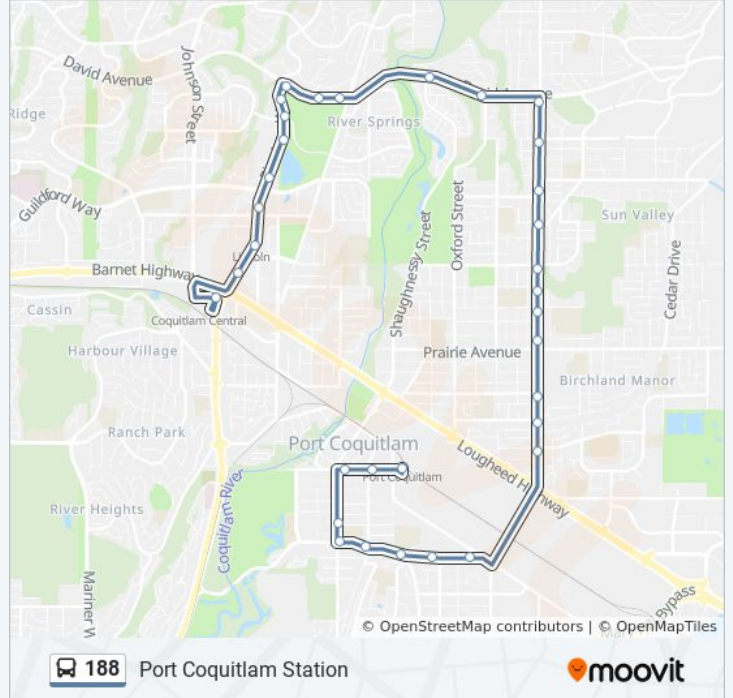 David Avenue
Johnson Street
Ridge
River Springs
Guildford Way
Shaughnessy Street
Oxford Street
Sun Valley
Cedar Drive
Barnet Highway
Cassin
Coquitlam Central
Harbour Village
Prairie Avenue
Birchland Manor
Ranch Park
Port Coquitlam
Lougheed Highway
Port Coquitlam
River Heights
Coquitlam River
Mariner W
Bypass
© OpenStreetMap contributors | © OpenMapTiles
188 Port Coquitlam Station
moovit